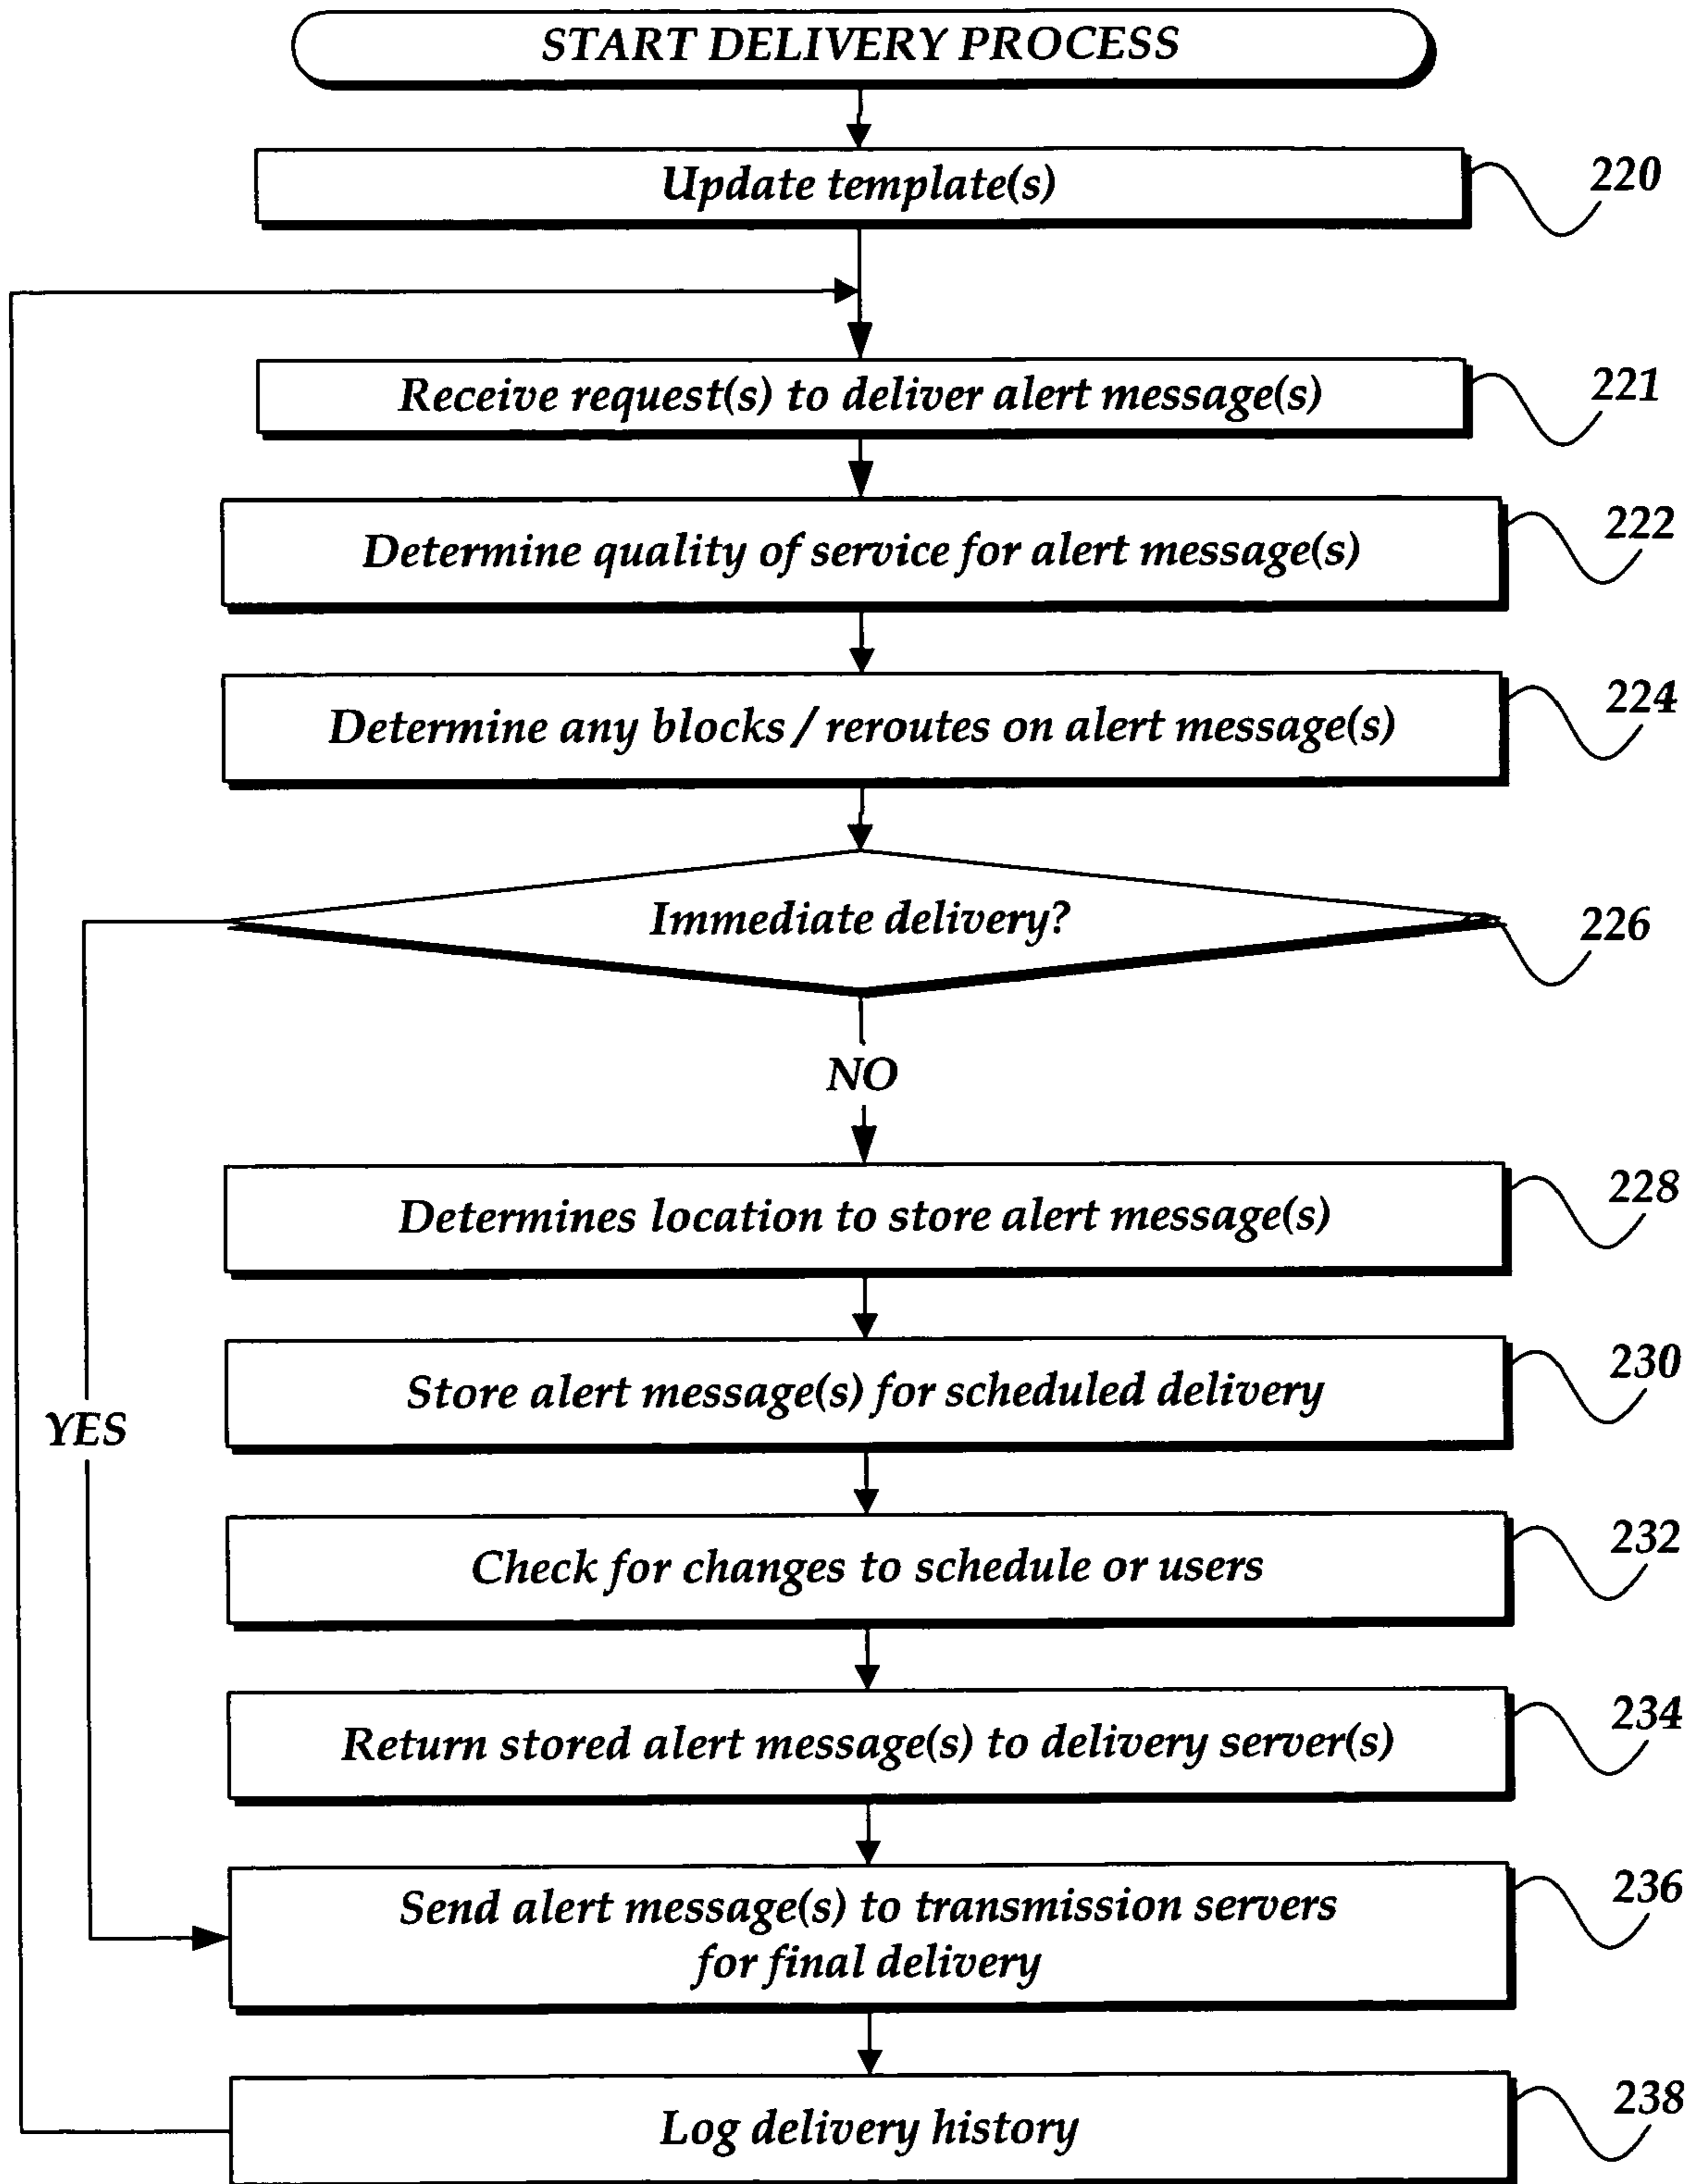 START DELIVERY PROCESS
Update template(s)
220
Receive request(s) to deliver alert message(s)
221
Determine quality of service for alert message(s)
222
Determine any blocks / reroutes on alert message(s)
224
Immediate delivery?
226
NO
Determines location to store alert message(s)
228
Store alert message(s) for scheduled delivery
230
YES
Check for changes to schedule or users
232
Return stored alert message(s) to delivery server(s)
234
Send alert message(s) to transmission servers
for final delivery
236
Log delivery history
238